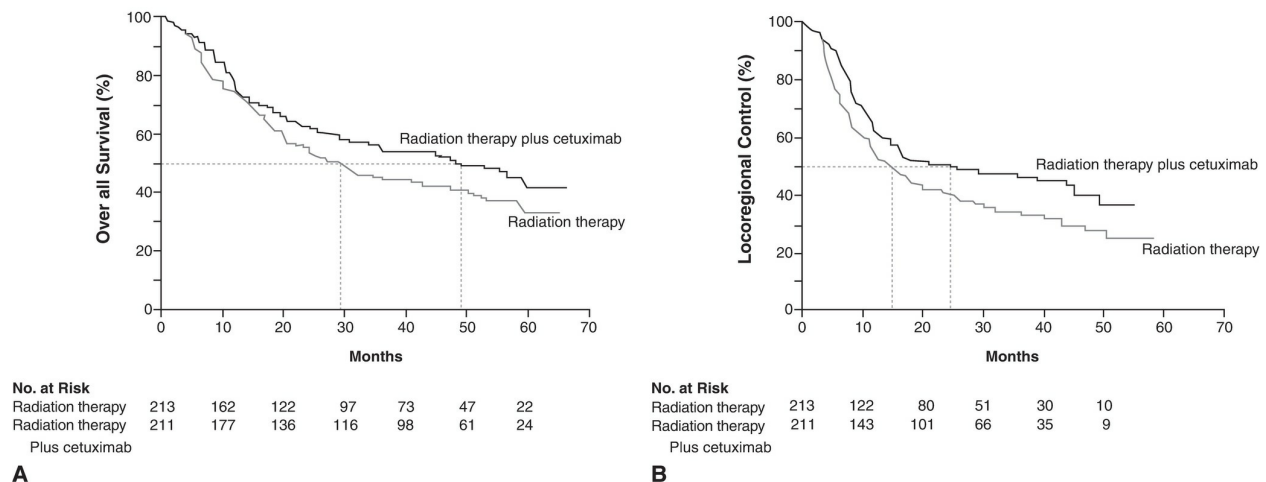 100
80
60
40
20
0
Over all Survival (%)
Radiation therapy plus cetuximab
Radiation therapy
0 10 20 30 40 50 60 70
Months
No. at Risk
Radiation therapy 213 162 122 97 73 47 22
Radiation therapy 211 177 136 116 98 61 24
Plus cetuximab
A
100
80
60
40
20
0
Locoregional Control (%)
Radiation therapy plus cetuximab
Radiation therapy
0 10 20 30 40 50 60 70
Months
No. at Risk
Radiation therapy 213 122 80 51 30 10
Radiation therapy 211 143 101 66 35 9
Plus cetuximab
B